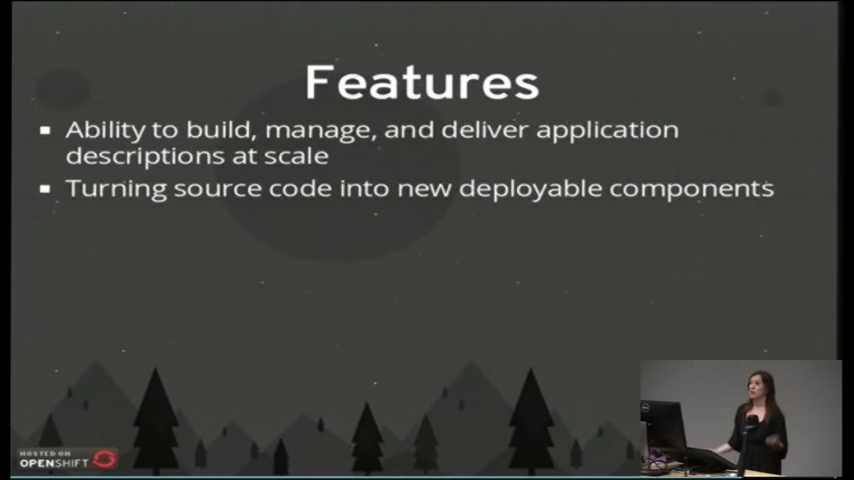 Features
Ability to build, manage, and deliver application
descriptions at scale
Turning source code into new deployable components
HOSTED ON
OPENSHIFT